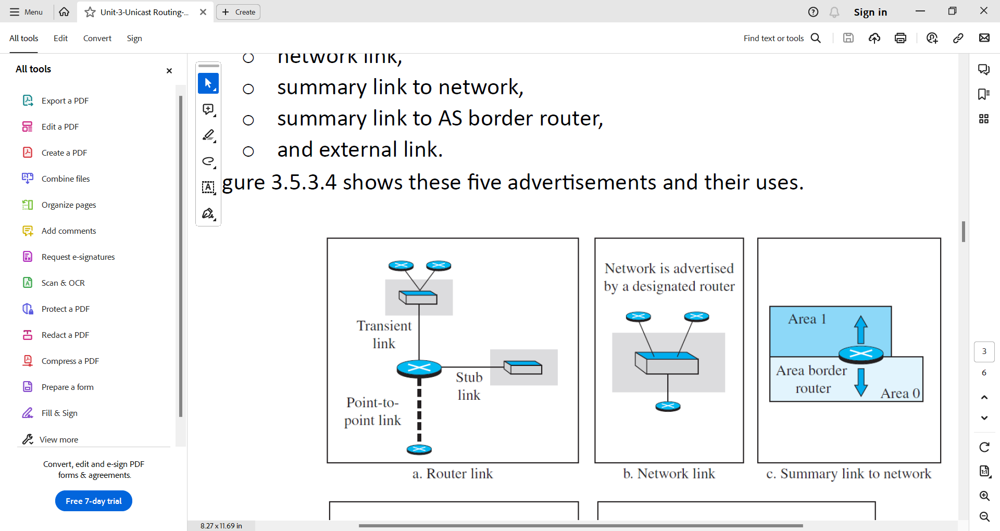 Menu
Unit-3-Unicast Routing-...
Create
Sign in
All tools
Edit
Convert
Sign
Find text or tools
All tools
Export a PDF
Edit a PDF
Create a PDF
Combine files
Organize pages
Add comments
Request e-signatures
Scan & OCR
Protect a PDF
Redact a PDF
Compress a PDF
Prepare a form
Fill & Sign
View more
Convert, edit and e-sign PDF
forms & agreements.
Free 7-day trial
network link,
summary link to network,
summary link to AS border router,
and external link.
gure 3.5.3.4 shows these five advertisements and their uses.
Transient
link
Stub
link
Point-to-
point link
a. Router link
Network is advertised
by a designated router
b. Network link
Area 1
Area border
router
Area 0
c. Summary link to network
3
6
1:1
8.27 x 11.69 in